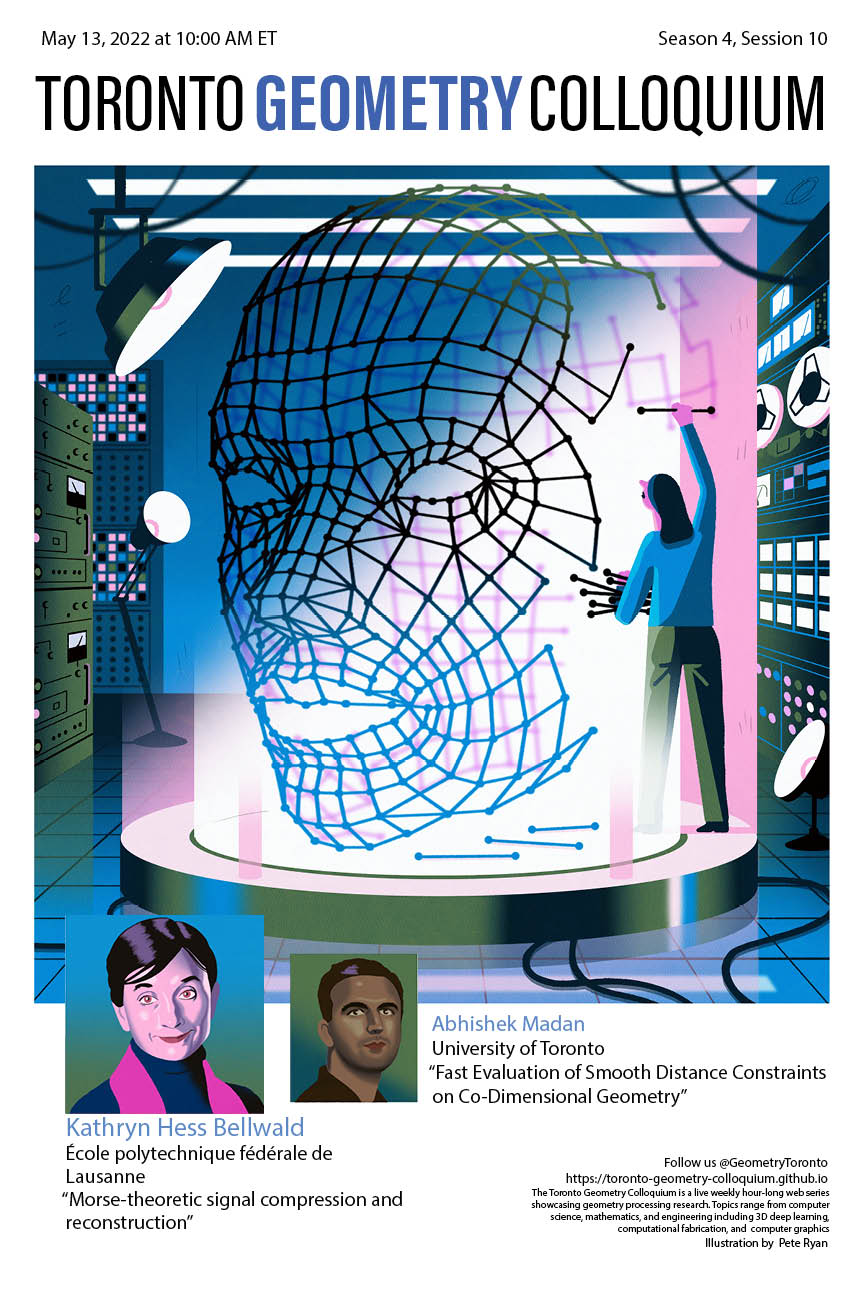 May 13, 2022 at 10:00 AM ET
Season 4, Session 10
TORONTO GEOMETRY COLLOQUIUM
Abhishek Madan
University of Toronto
“Fast Evaluation of Smooth Distance Constraints
on Co-Dimensional Geometry”
Kathryn Hess Bellwald
École polytechnique fédérale de
Lausanne
“Morse-theoretic signal compression and
reconstruction”
Follow us @GeometryToronto
https://toronto-geometry-colloquium.github.io
The Toronto Geometry Colloquium is a live weekly hour-long web series
showcasing geometry processing research. Topics range from computer
science, mathematics, and engineering including 3D deep learning,
computational fabrication, and computer graphics
Illustration by Pete Ryan